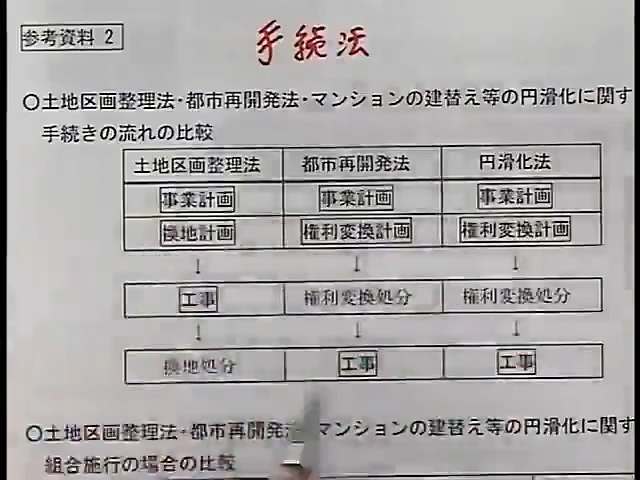 参考資料 2
手続法
〇土地区画整理法・都市再開発法・マンションの建替え等の円滑化に関す
手続きの流れの比較
土地区画整理法 都市再開発法 円滑化法
事業計画 事業計画 事業計画
換地計画 権利変換計画 権利変換計画
↓ ↓ ↓
工事 権利変換処分 権利変換処分
↓ ↓ ↓
換地処分 工事 工事
〇土地区画整理法・都市再開発 マンションの建替え等の円滑化に関す
組合施行の場合の比較